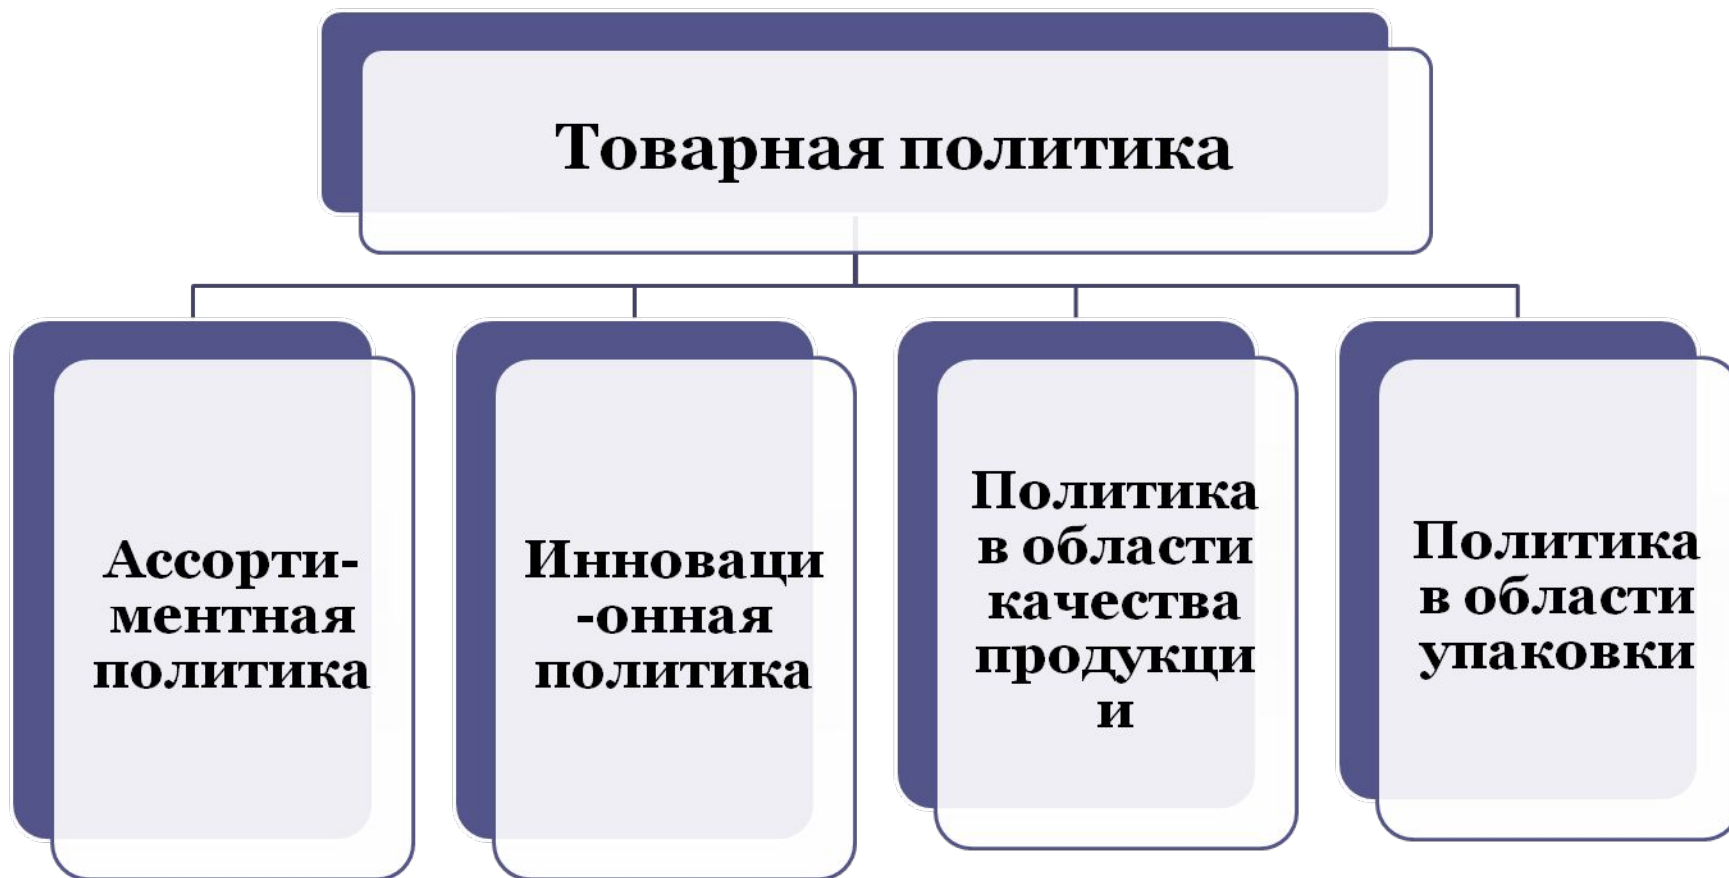 Товарная политика
Ассорти-
ментная
политика
Инноваци
-онная
политика
Политика
в области
качества
продукци
и
Политика
в области
упаковки